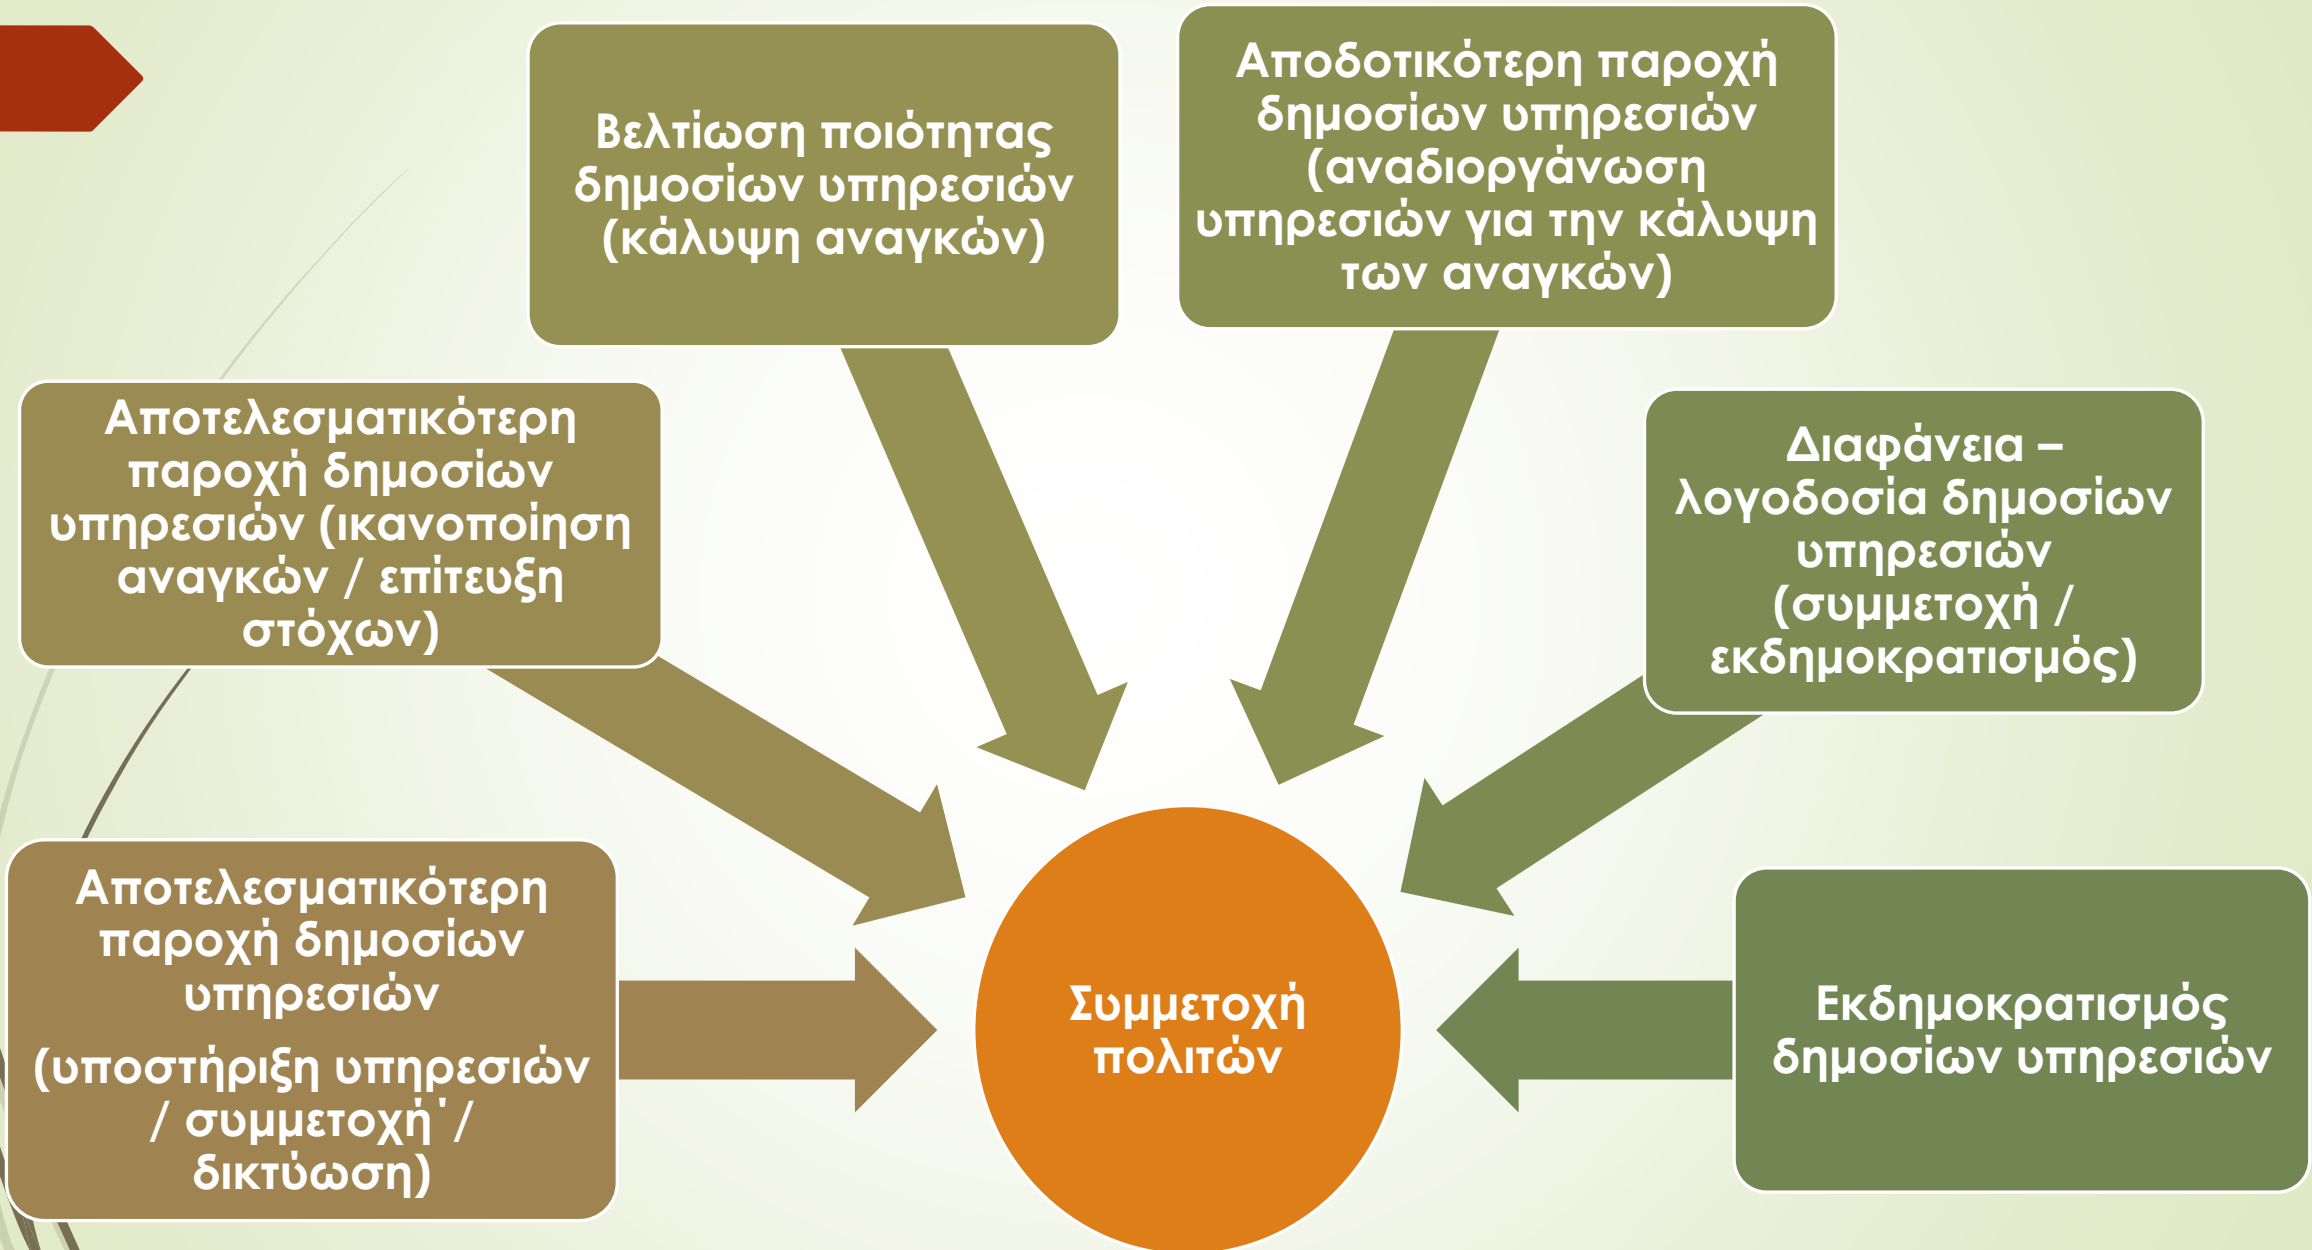 Βελτίωση ποιότητας
δημοσίων υπηρεσιών
(κάλυψη αναγκών)
Αποδοτικότερη παροχή
δημοσίων υπηρεσιών
(αναδιοργάνωση
υπηρεσιών για την κάλυψη
των αναγκών)
Αποτελεσματικότερη
παροχή δημοσίων
υπηρεσιών (ικανοποίηση
αναγκών / επίτευξη
στόχων)
Διαφάνεια –
λογοδοσία δημοσίων
υπηρεσιών
(συμμετοχή /
εκδημοκρατισμός)
Αποτελεσματικότερη
παροχή δημοσίων
υπηρεσιών
(υποστήριξη υπηρεσιών
/ συμμετοχή΄/
δικτύωση)
Συμμετοχή
πολιτών
Εκδημοκρατισμός
δημοσίων υπηρεσιών